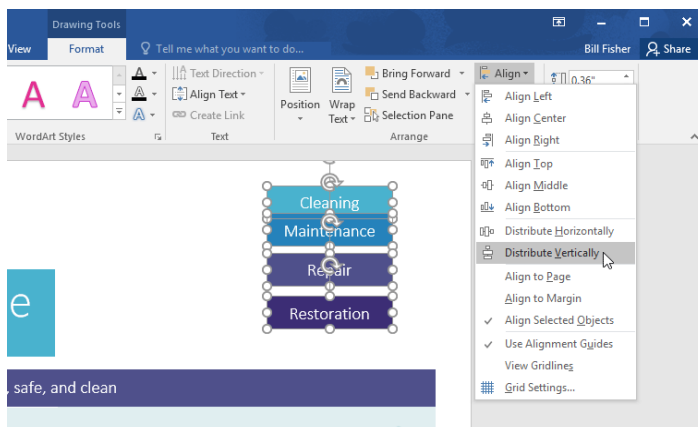 Drawing Tools
View Format Tell me what you want to do... Bill Fisher Share
A A A Text Direction Bring Forward Align 0.36"
A Align Text Position Wrap Text Send Backward
A Create Link Selection Pane
WordArt Styles Text Arrange
Align Left
Align Center
Align Right
Align Top
Align Middle
Align Bottom
Distribute Horizontally
Distribute Vertically
Align to Page
Align to Margin
Align Selected Objects
Use Alignment Guides
View Gridlines
Grid Settings...
Cleaning
Maintenance
Repair
Restoration
e
, safe, and clean